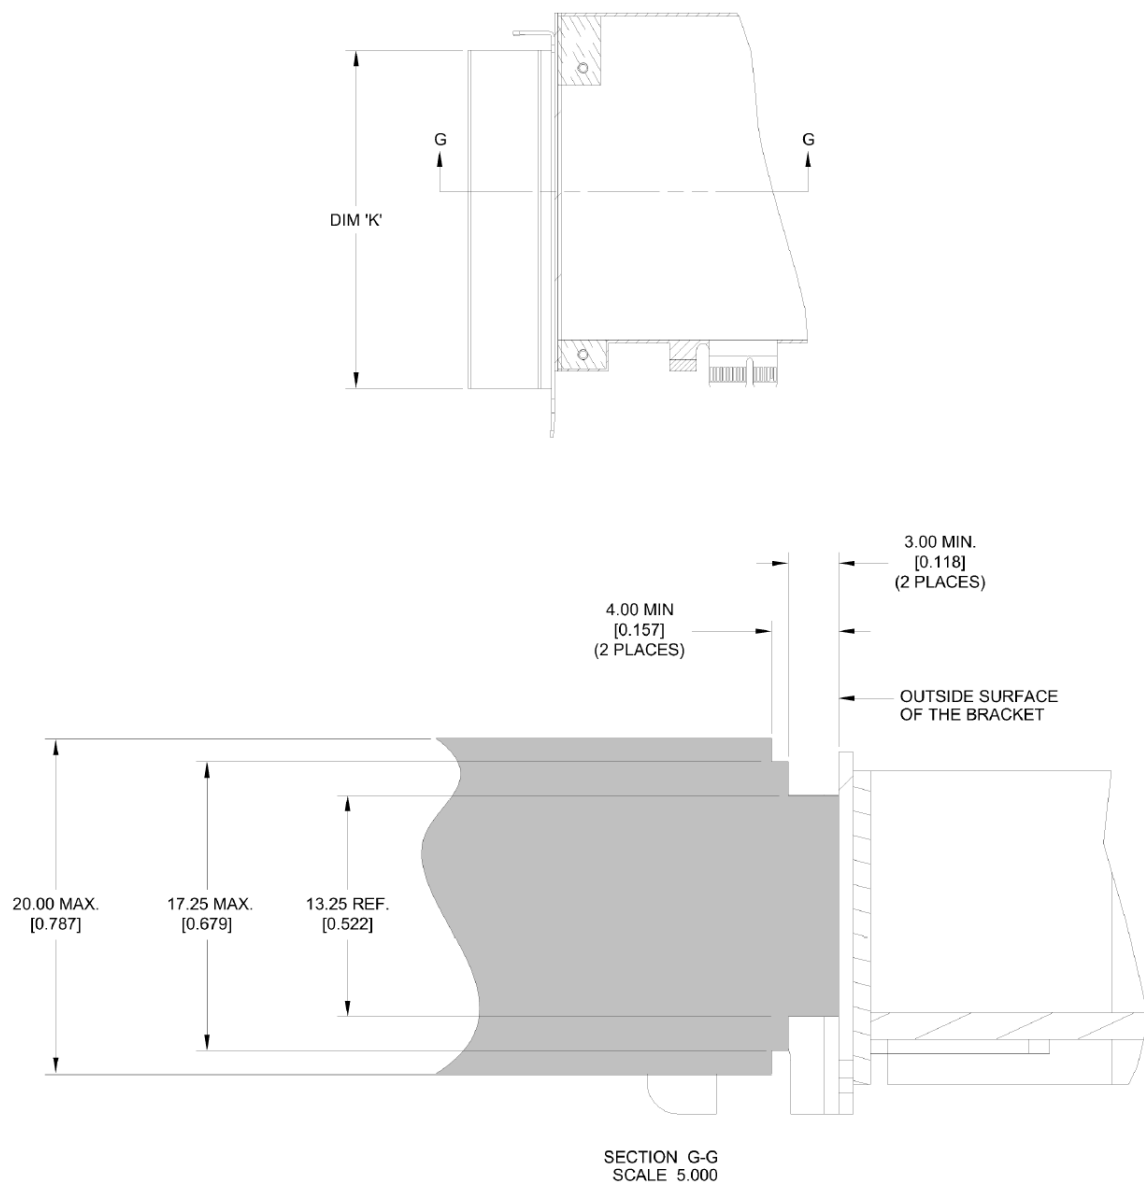 G
G
DIM 'K'
3.00 MIN.
[0.118]
(2 PLACES)
4.00 MIN
[0.157]
(2 PLACES)
OUTSIDE SURFACE
OF THE BRACKET
20.00 MAX.
[0.787]
17.25 MAX.
[0.679]
13.25 REF.
[0.522]
SECTION G-G
SCALE 5.000